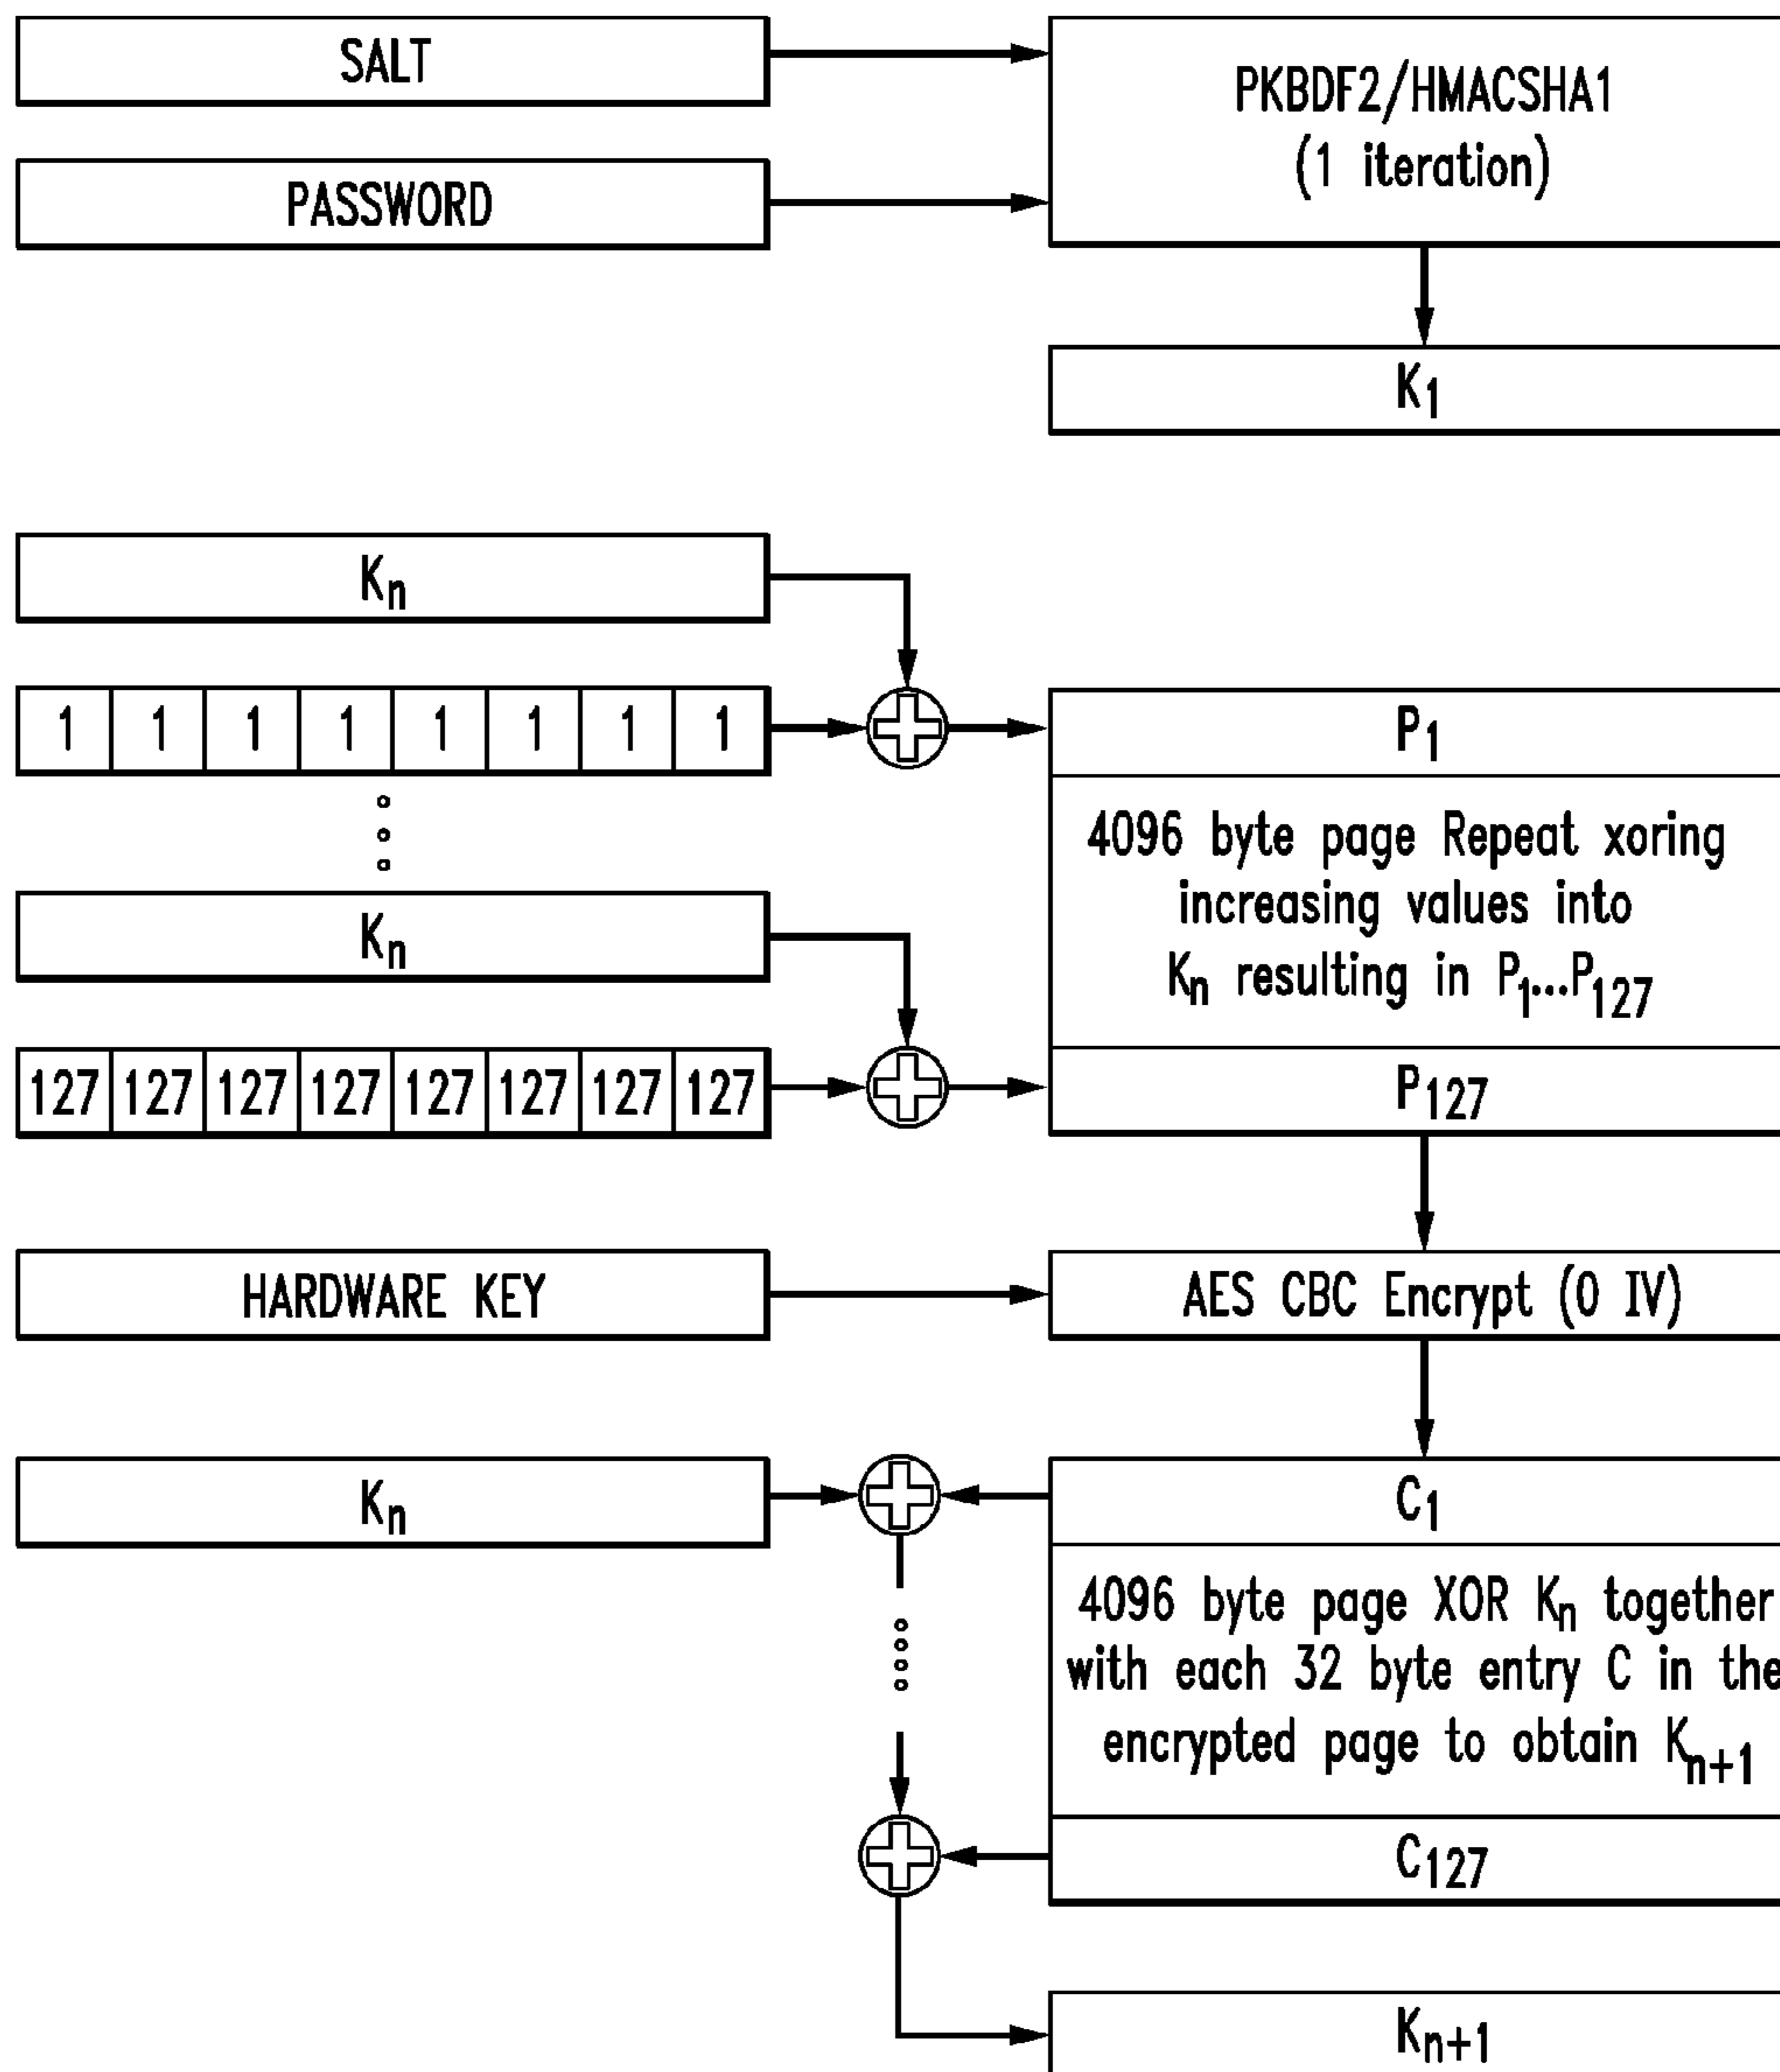 SALT
PASSWORD
PKBDF2/HMACSHA1
(1 iteration)
K1
Kn
1 1 1 1 1 1 1 1
P1
4096 byte page Repeat xoring
increasing values into
Kn resulting in P1...P127
Kn
127 127 127 127 127 127 127 127
P127
HARDWARE KEY
AES CBC Encrypt (0 IV)
Kn
C1
4096 byte page XOR Kn together
with each 32 byte entry C in the
encrypted page to obtain Kn+1
C127
Kn+1